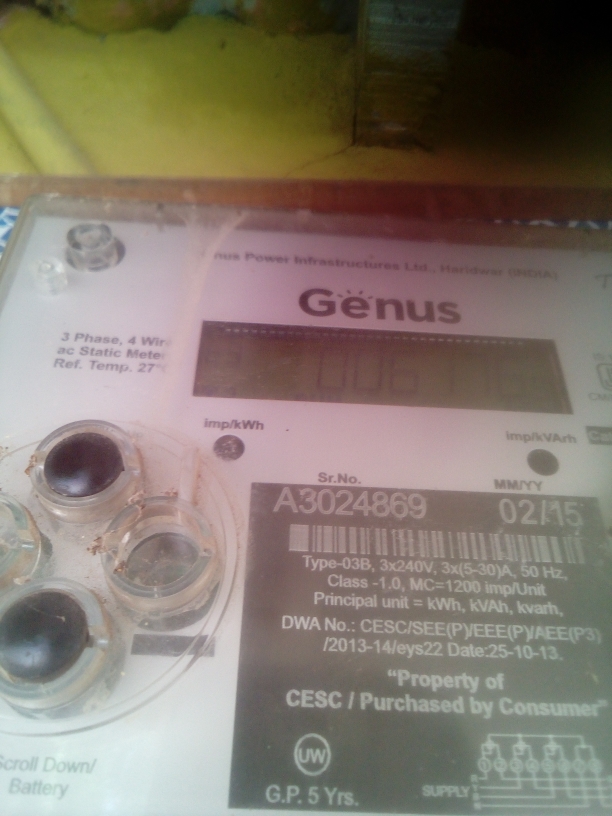 Genus Power Infrastructures Ltd., Haridwar (INDIA)
Genus
3 Phase, 4 Wire
ac Static Meter
Ref. Temp. 27°
imp/kWh
imp/kVArh
Sr.No.
MM/YY
A3024869
02/15
Type-03B, 3x240V, 3x(5-30)A, 50 Hz,
Class -1.0, MC=1200 imp/Unit
Principal unit = kWh, kVAh, kvarh,
DWA No.: CESC/SEE(P)/EEE(P)/AEE(P3)
/2013-14/eys22 Date:25-10-13.
"Property of
CESC / Purchased by Consumer"
UW
G.P. 5 Yrs.
SUPPLY
Scroll Down/
Battery